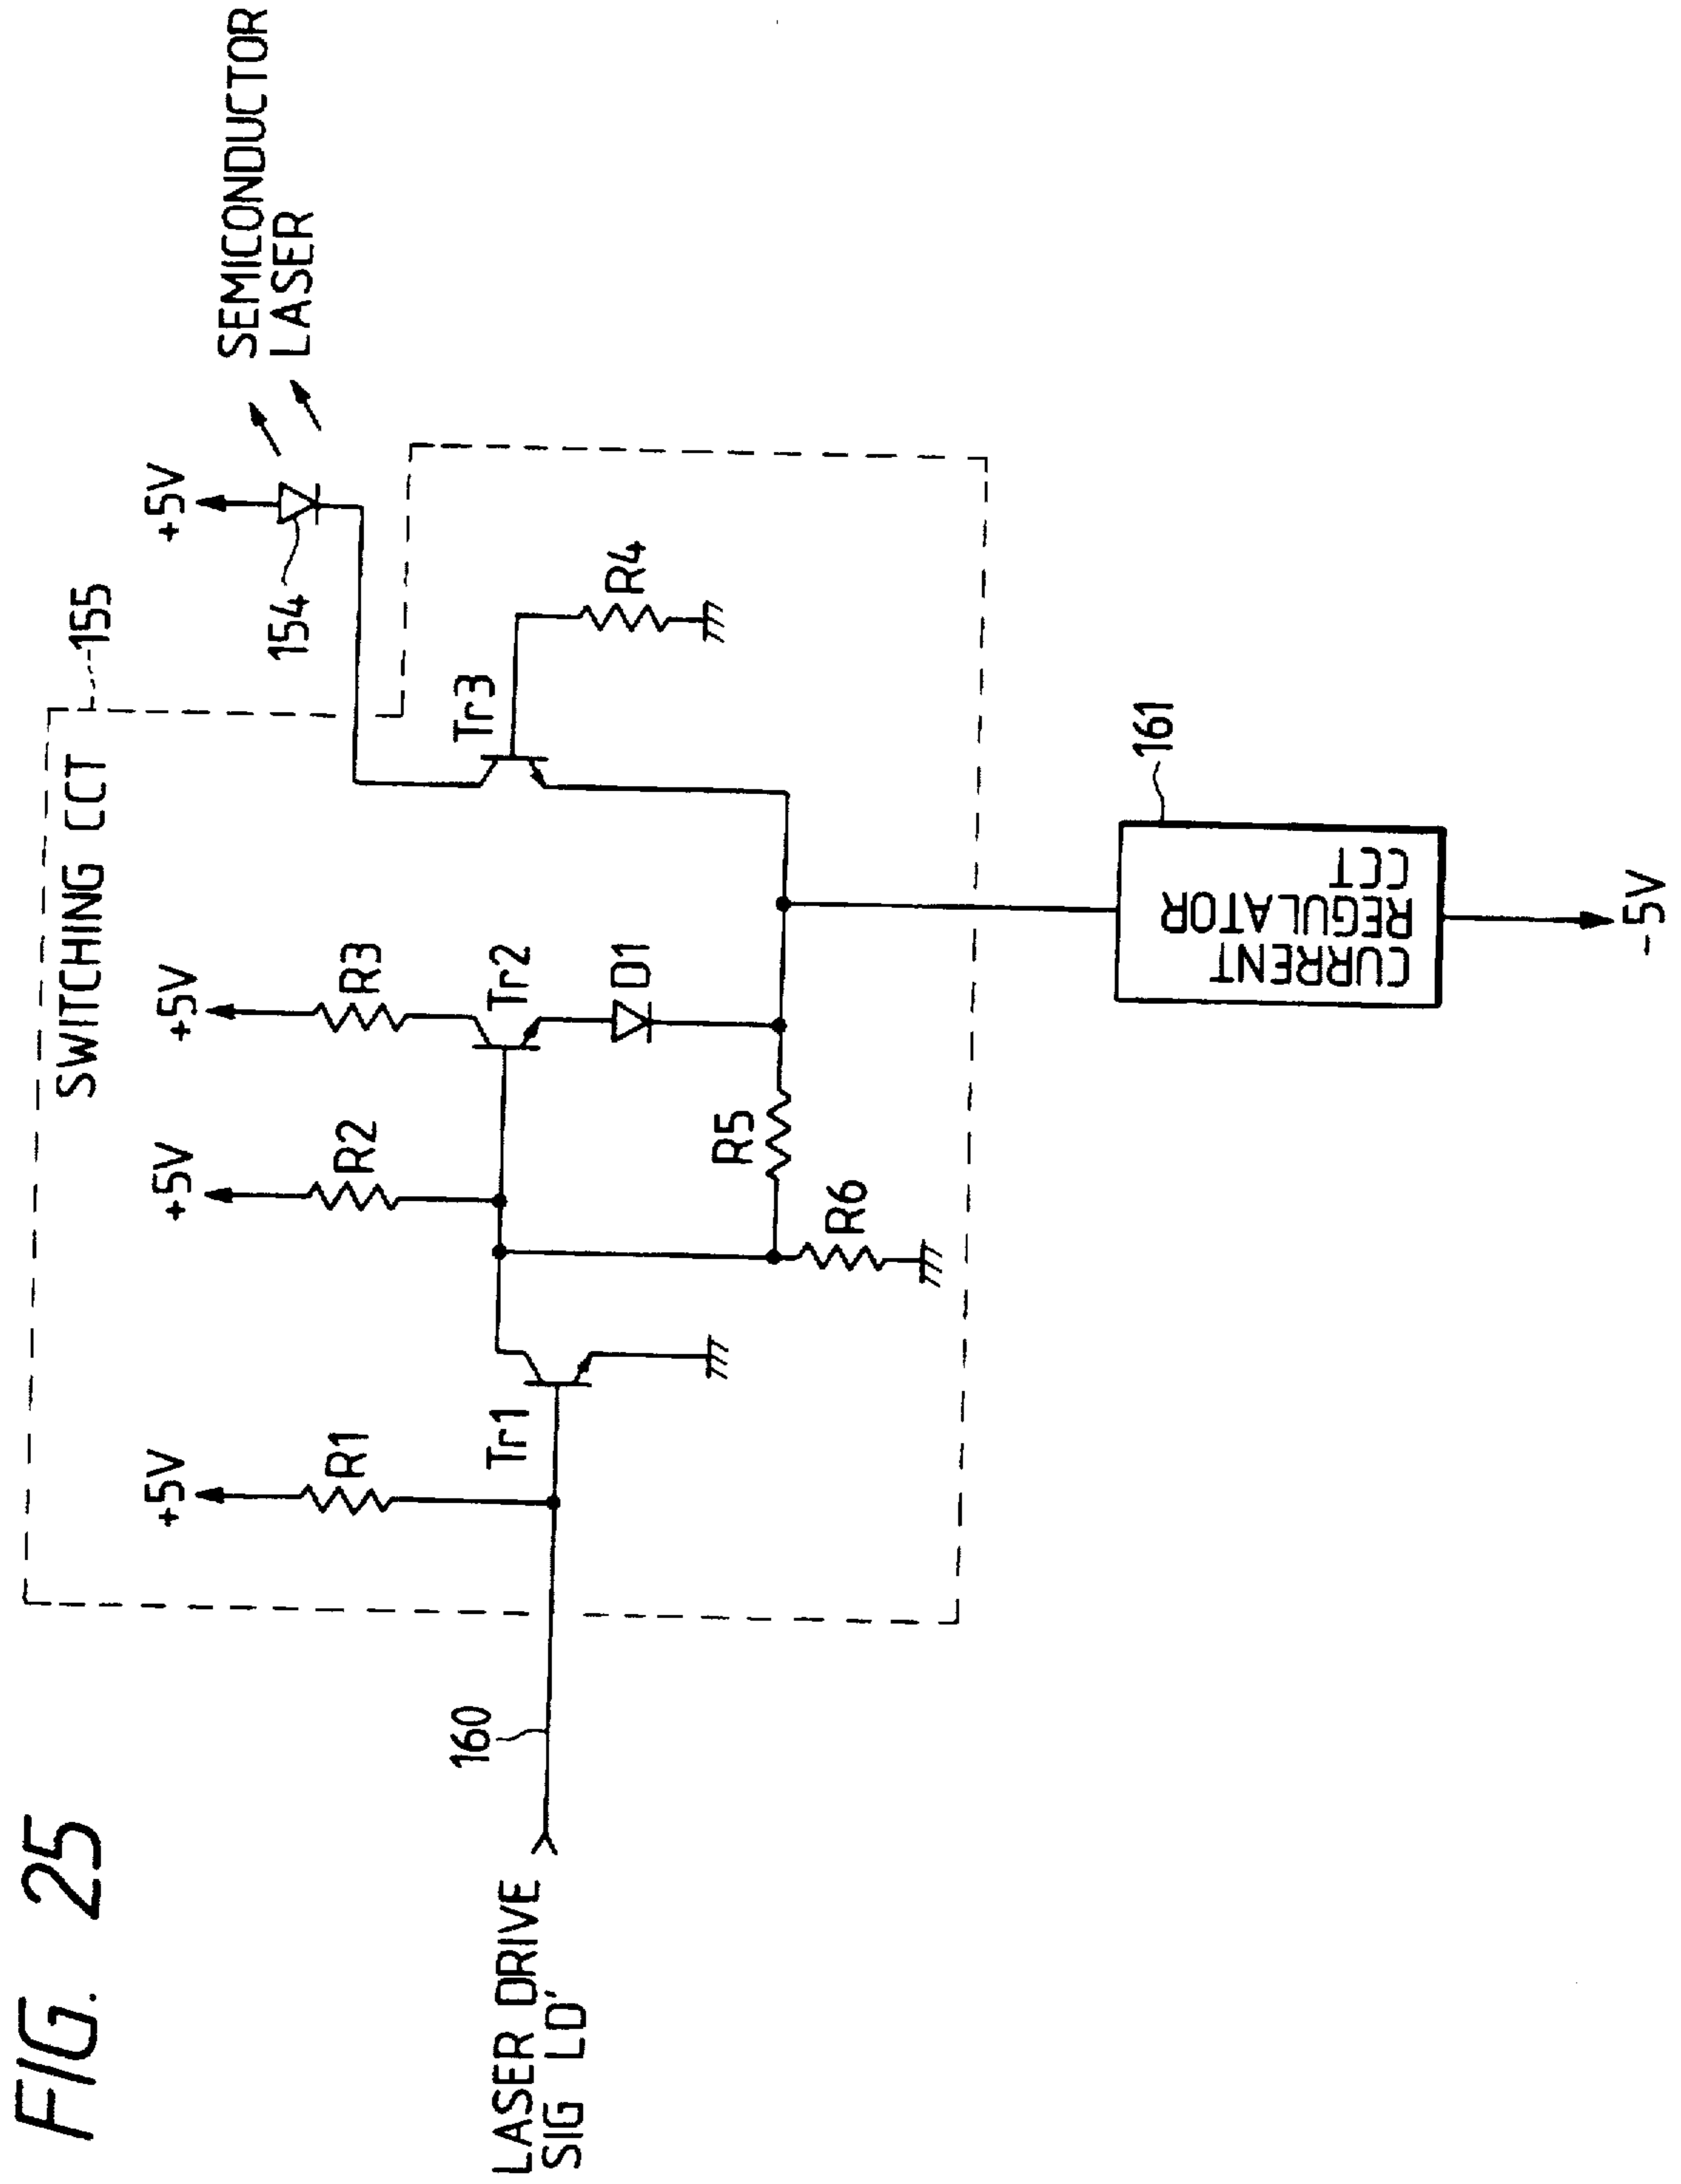 FIG. 25
SWITCHING CCT
155
+5V
+5V
+5V
+5V
SEMICONDUCTOR
LASER
154
R1
R2
R3
Tr1
Tr2
Tr3
D1
R4
R5
R6
160
LASER DRIVE
SIG LD'
161
CURRENT
REGULATOR
CCT
-5V